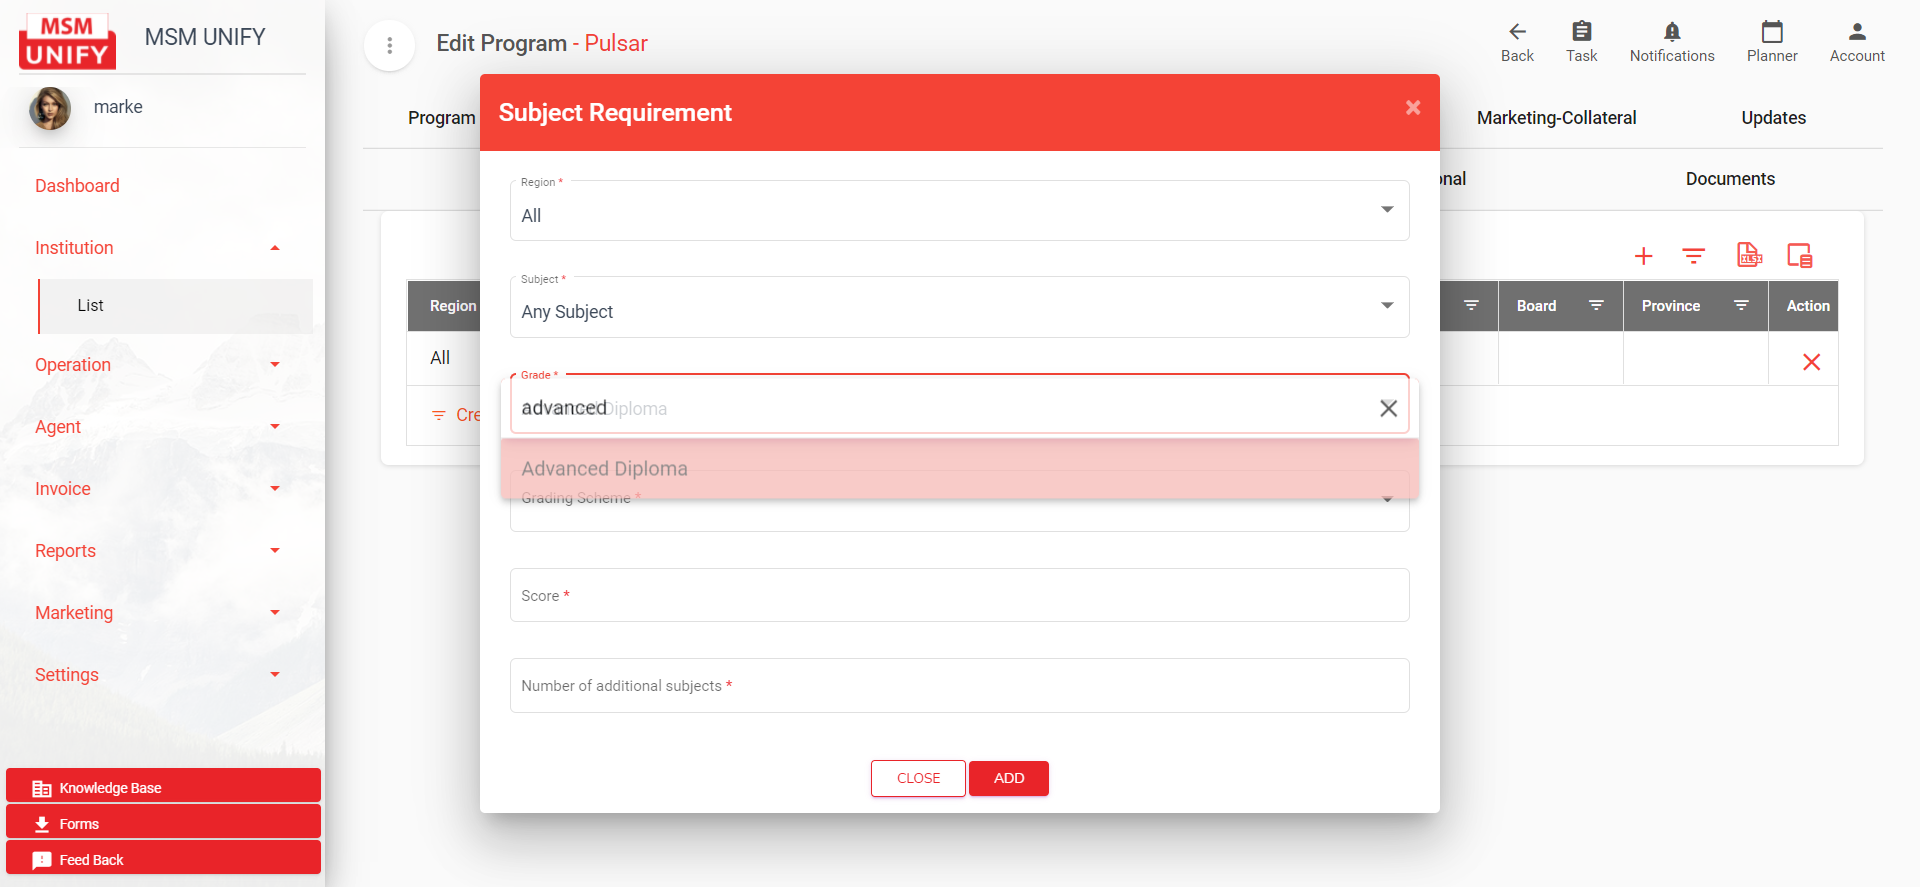 MSM
UNIFY
MSM UNIFY
marke
Dashboard
Institution
List
Operation
Agent
Invoice
Reports
Marketing
Settings
Knowledge Base
Forms
Feed Back
Edit Program - Pulsar
Back
Task
Notifications
Planner
Account
Program
Marketing-Collateral
Updates
onal
Documents
XLSX
Region
Board
Province
Action
All
Cre
Subject Requirement
Region *
All
Subject *
Any Subject
Grade *
advanced
Advanced Diploma
Advanced Diploma
Grading Scheme *
Score *
Number of additional subjects *
CLOSE
ADD